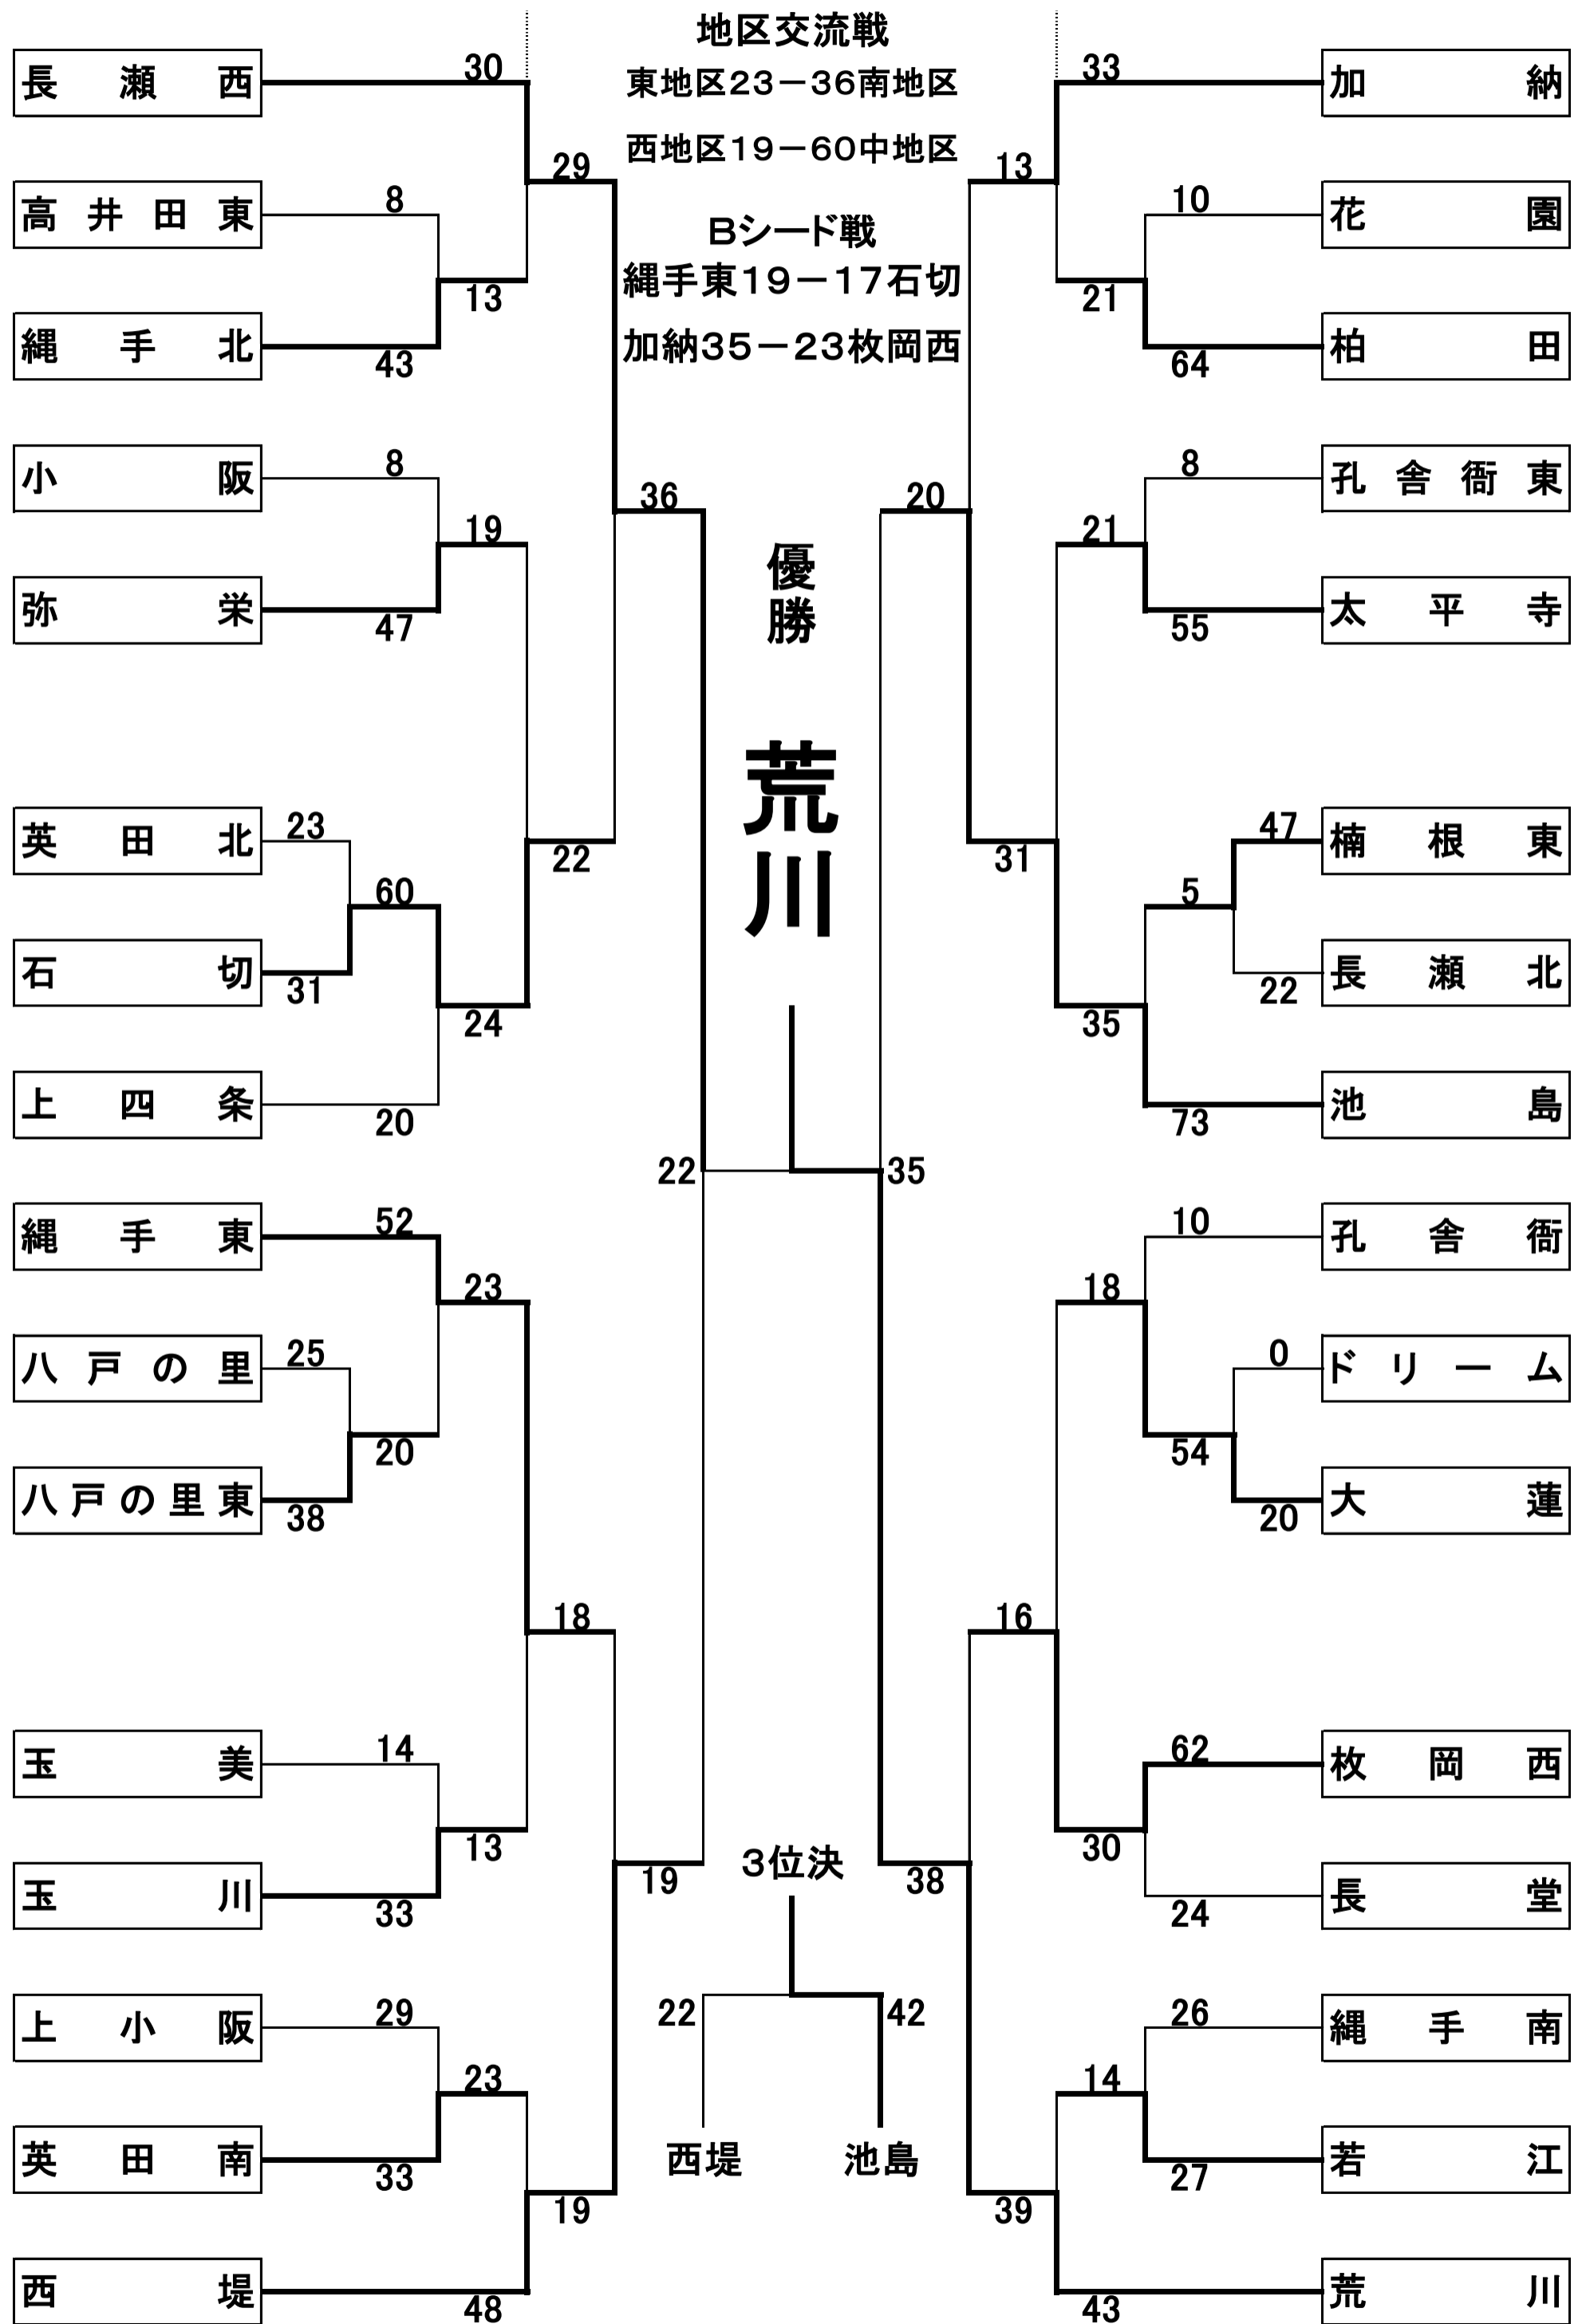 地区交流戦
東地区23－36南地区
西地区19－60中地区
Bシード戦
縄手東19－17石切
加納35－23枚岡西
長瀬西
30
高井田東
8
29
13
縄手北
43
小阪
8
19
36
弥栄
47
英田北
23
60
22
石切
31
24
上四条
20
22
縄手東
52
23
八戸の里
25
20
八戸の里東
38
18
玉美
14
13
玉川
33
19
上小阪
29
23
英田南
33
19
西堤
48
優勝
荒川
3位決
22
42
西堤
池島
33
加納
13
10
花園
21
64
柏田
8
孔舎衙東
20
21
55
太平寺
47
楠根東
31
5
22
長瀬北
35
73
池島
35
10
孔舎衙
18
0
ドリーム
54
20
大蓮
16
62
枚岡西
30
24
長堂
38
26
縄手南
14
27
若江
39
43
荒川